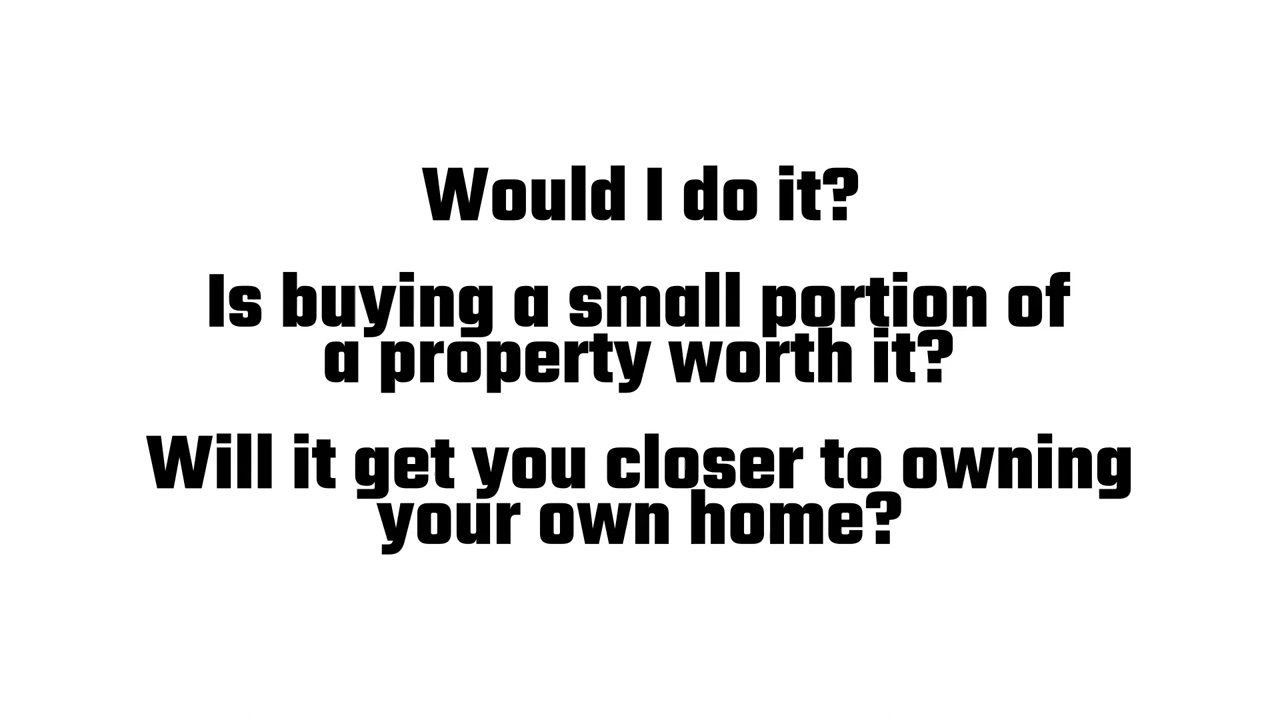 Would I do it?
Is buying a small portion of
a property worth it?
Will it get you closer to owning
your own home?